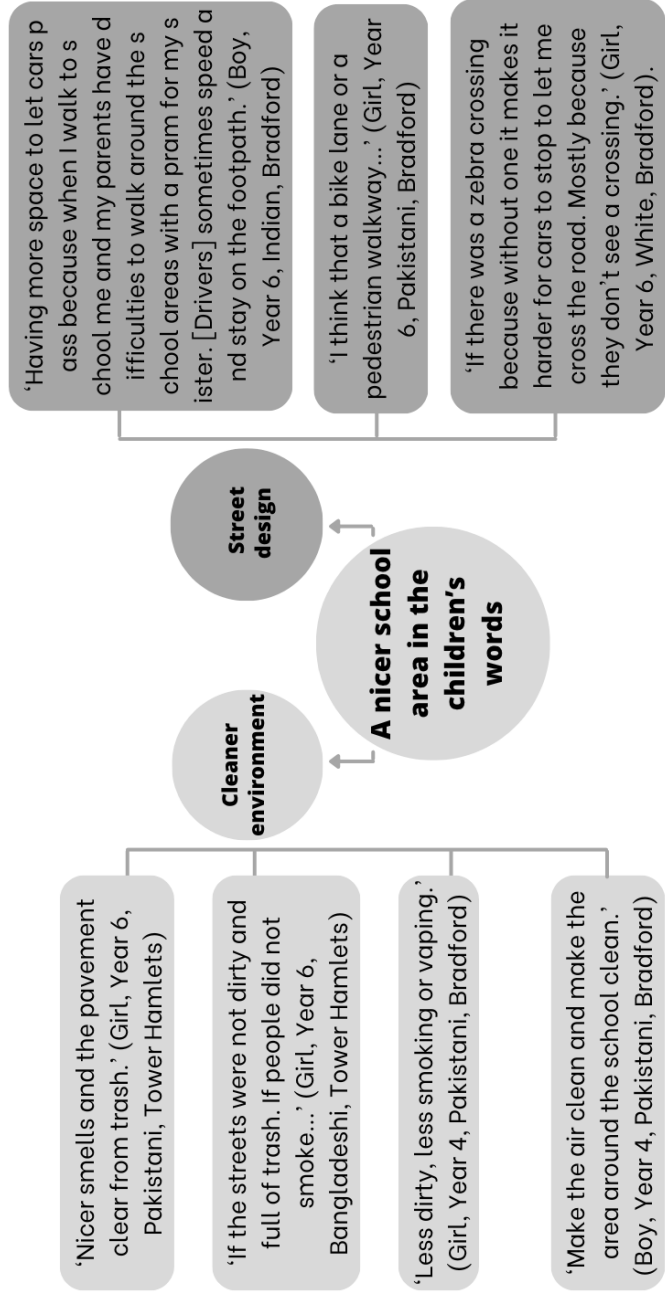 A nicer school
area in the
children's
words
Cleaner
environment
'Nicer smells and the pavement
clear from trash.' (Girl, Year 6,
Pakistani, Tower Hamlets)
'If the streets were not dirty and
full of trash. If people did not
smoke...' (Girl, Year 6,
Bangladeshi, Tower Hamlets)
'Less dirty, less smoking or vaping.'
(Girl, Year 4, Pakistani, Bradford)
'Make the air clean and make the
area around the school clean.'
(Boy, Year 4, Pakistani, Bradford)
Street
design
'Having more space to let cars p
ass because when I walk to s
chool me and my parents have d
ifficulties to walk around the s
chool areas with a pram for my s
ister. [Drivers] sometimes speed a
nd stay on the footpath.' (Boy,
Year 6, Indian, Bradford)
'I think that a bike lane or a
pedestrian walkway...' (Girl, Year
6, Pakistani, Bradford)
'If there was a zebra crossing
because without one it makes it
harder for cars to stop to let me
cross the road. Mostly because
they don't see a crossing.' (Girl,
Year 6, White, Bradford).